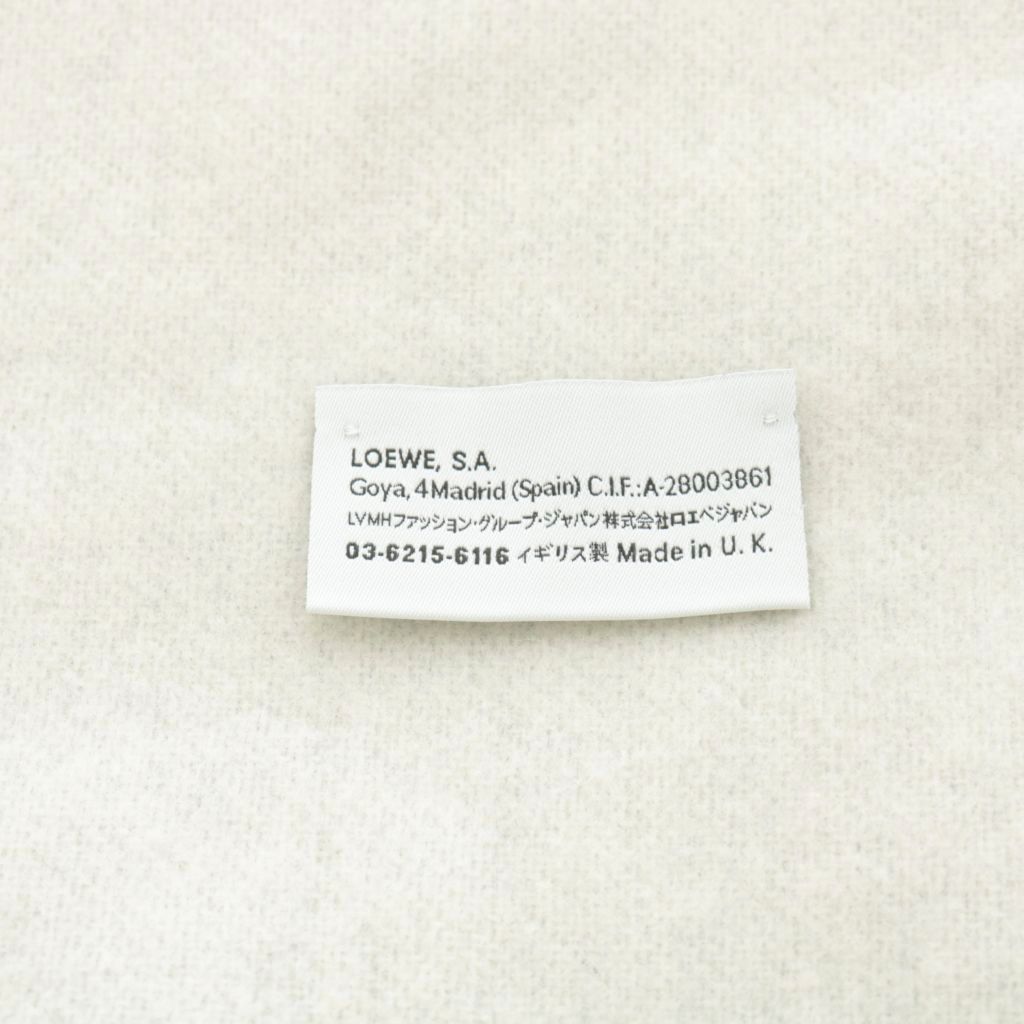 LOEWE, S.A.
Goya, 4 Madrid (Spain) C.I.F.:A-28003861
LVMHファッション・グループ・ジャパン株式会社ロエベジャパン
03-6215-6116 イギリス製 Made in U. K.